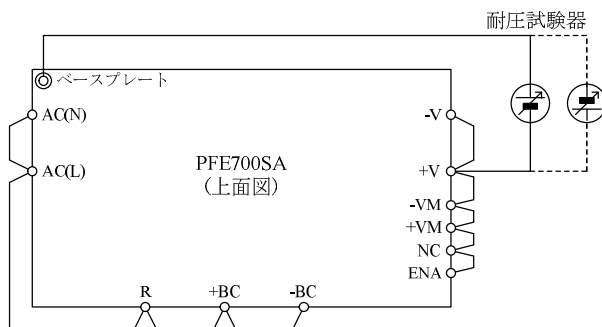 耐圧試験器
ベースプレート
AC(N)
-V
AC(L)
PFE700SA
(上面図)
+V
-VM
+VM
NC
ENA
R
+BC
-BC